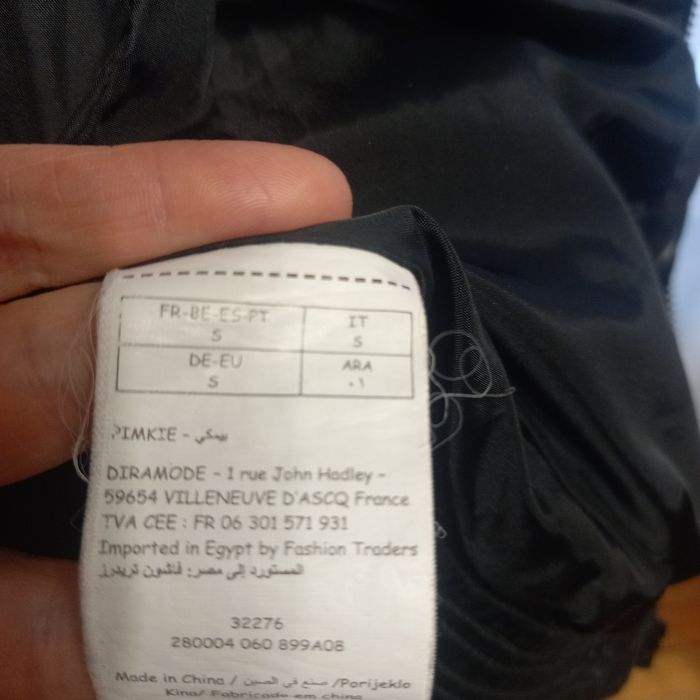 FR-BE-ES-PT IT
S S
DE-EU ARA
S ٠١
PIMKIE - بيمكي
DIRAMODE - 1 rue John Hadley -
59654 VILLENEUVE D'ASCQ France
TVA CEE : FR 06 301 571 931
Imported in Egypt by Fashion Traders
المستورد إلى مصر: فاشون تريدرز
32276
280004 060 899A08
Made in China / صنع في الصين /Porijeklo
Kina/ Fabricado em china